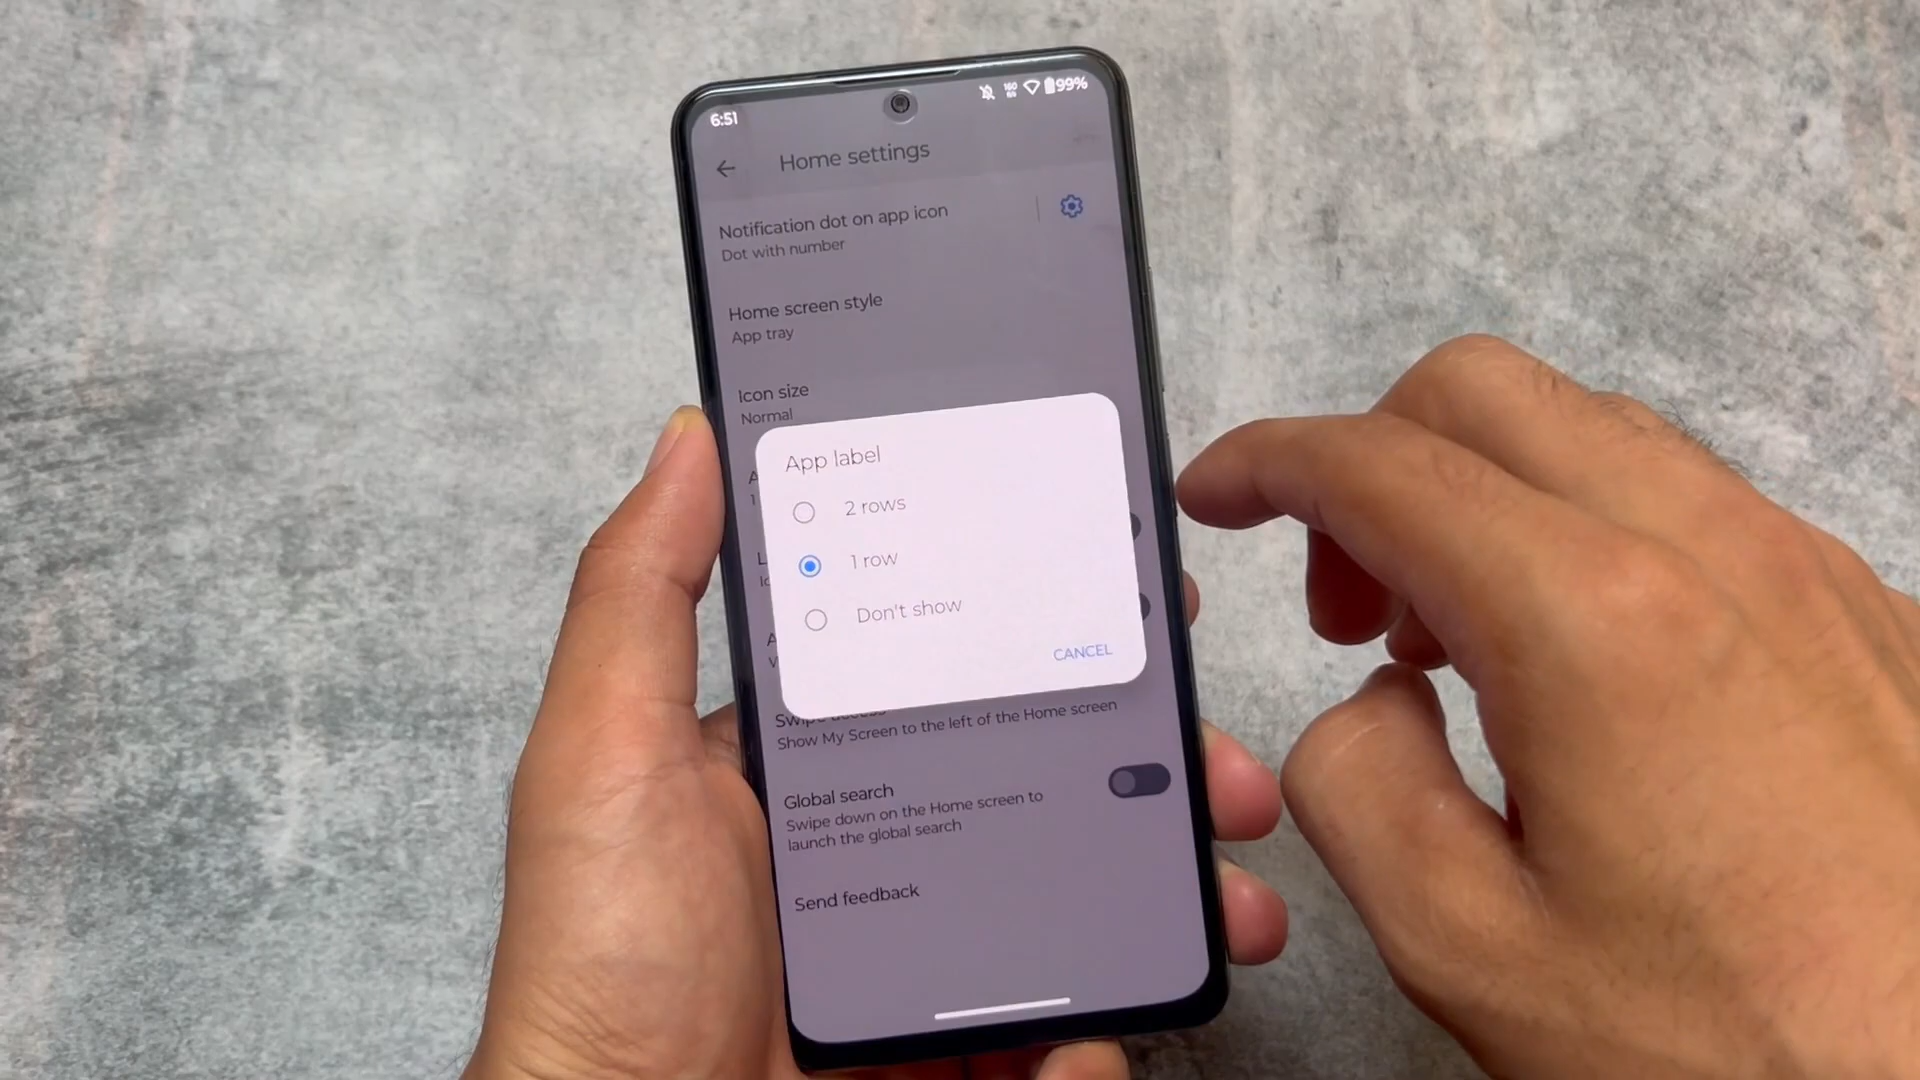 6:51
99%
Home settings
Notification dot on app icon
Dot with number
Home screen style
App tray
Icon size
Normal
App label
2 rows
1 row
Don't show
CANCEL
Show My Screen to the left of the Home screen
Global search
Swipe down on the Home screen to
launch the global search
Send feedback